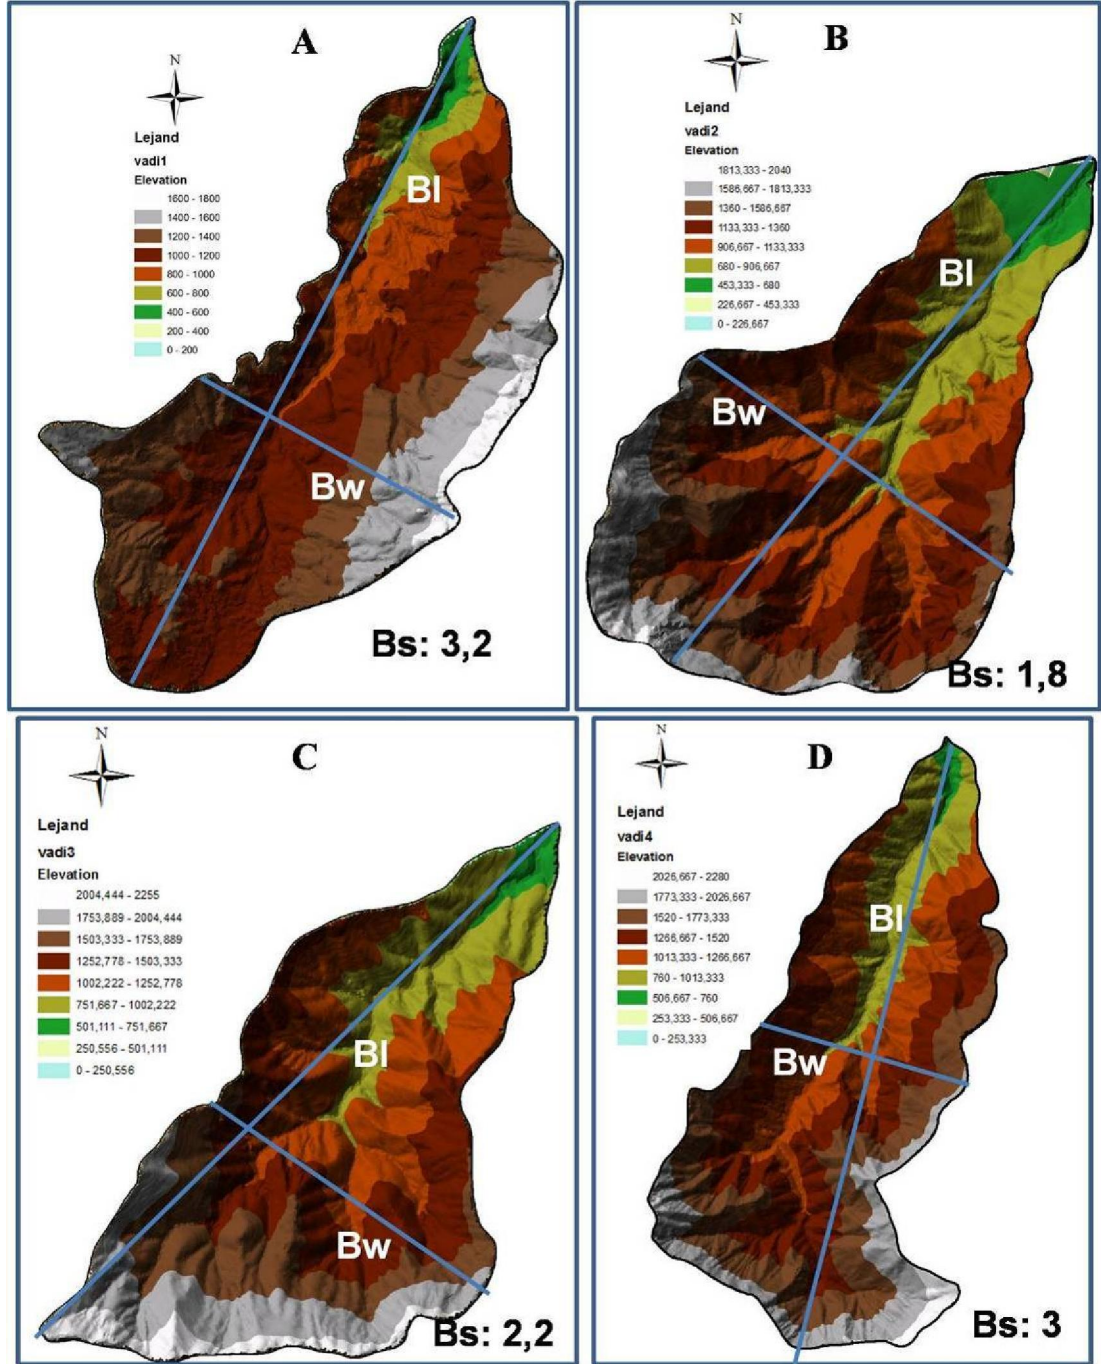 A
N
Lejand
vadi1
Elevation
1600 - 1800
1400 - 1600
1200 - 1400
1000 - 1200
800 - 1000
600 - 800
400 - 600
200 - 400
0 - 200
Bl
Bw
Bs: 3,2
B
N
Lejand
vadi2
Elevation
1813,333 - 2040
1586,667 - 1813,333
1360 - 1586,667
1133,333 - 1360
906,667 - 1133,333
680 - 906,667
453,333 - 680
226,667 - 453,333
0 - 226,667
Bl
Bw
Bs: 1,8
C
N
Lejand
vadi3
Elevation
2004,444 - 2255
1753,889 - 2004,444
1503,333 - 1753,889
1252,778 - 1503,333
1002,222 - 1252,778
751,667 - 1002,222
501,111 - 751,667
250,556 - 501,111
0 - 250,556
Bl
Bw
Bs: 2,2
D
N
Lejand
vadi4
Elevation
2026,667 - 2280
1773,333 - 2026,667
1520 - 1773,333
1266,667 - 1520
1013,333 - 1266,667
760 - 1013,333
506,667 - 760
253,333 - 506,667
0 - 253,333
Bl
Bw
Bs: 3